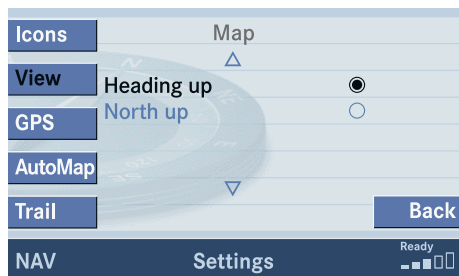 Icons
Map
View
Heading up
North up
GPS
AutoMap
Trail
Back
NAV
Settings
Ready